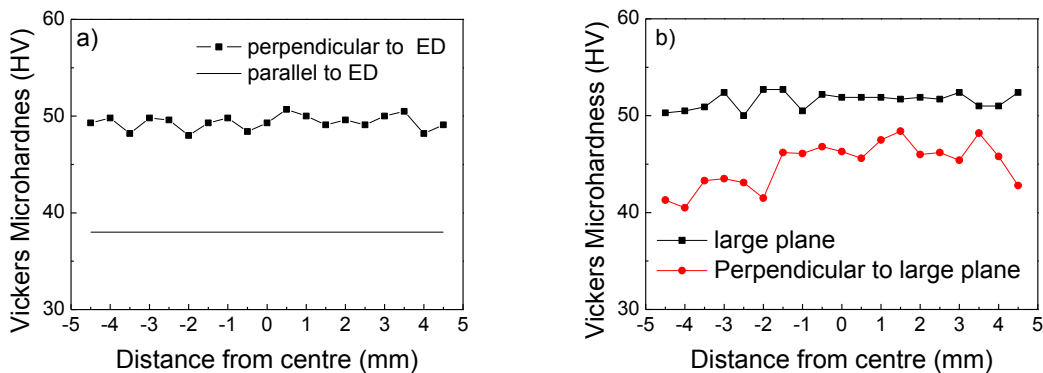 a)
perpendicular to ED
parallel to ED
Vickers Microhardnes (HV)
60
50
40
30
-5 -4 -3 -2 -1 0 1 2 3 4 5
Distance from centre (mm)
b)
large plane
Perpendicular to large plane
Vickers Microhardness (HV)
60
50
40
30
-5 -4 -3 -2 -1 0 1 2 3 4 5
Distance from centre (mm)